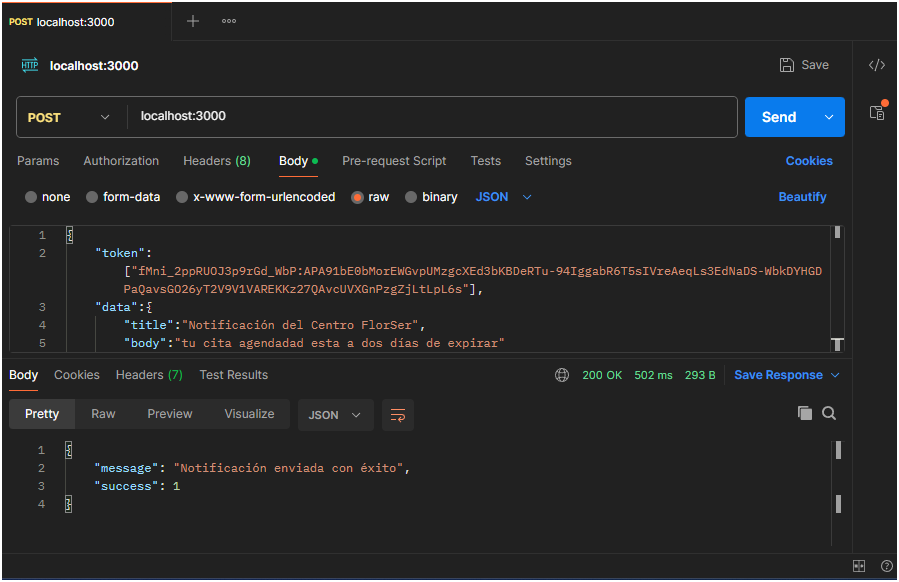 POST localhost:3000
HTTP localhost:3000 Save
POST localhost:3000 Send
Params Authorization Headers (8) Body Pre-request Script Tests Settings Cookies
none form-data x-www-form-urlencoded raw binary JSON Beautify
1 {
2 "token":
["fMni_2ppRUOJ3p9rGd_WbP:APA91bE0bMorEWGvpUMzgcXEd3bKBDeRTu-94IggabR6T5sIVreAeqLs3EdNaDS-WbkDYHGD
PaQavsGO26yT2V9V1VAREKKz27QAvcUVXGnPzgZjLtLpL6s"],
3 "data":{
4 "title":"Notificación del Centro FlorSer",
5 "body":"tu cita agendadad esta a dos días de expirar"
Body Cookies Headers (7) Test Results 200 OK 502 ms 293 B Save Response
Pretty Raw Preview Visualize JSON
1 {
2 "message": "Notificación enviada con éxito",
3 "success": 1
4 }